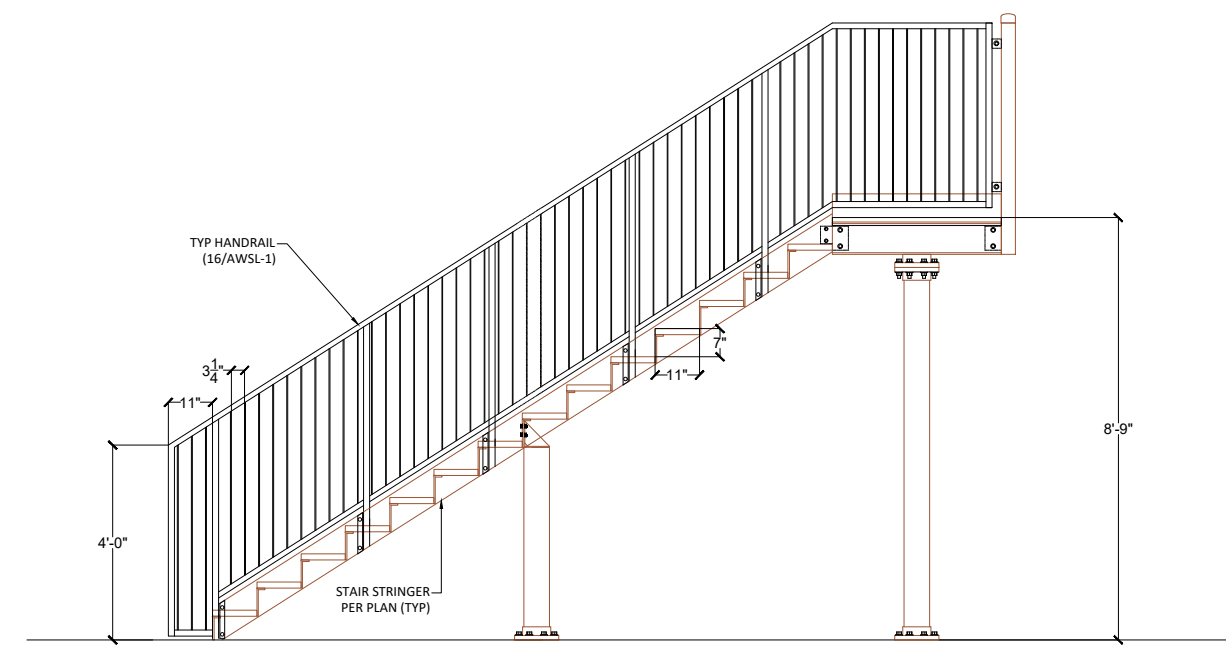 TYP HANDRAIL
(16/AWSL-1)
3 1/4"
11"
7"
11"
8'-9"
4'-0"
STAIR STRINGER
PER PLAN (TYP)